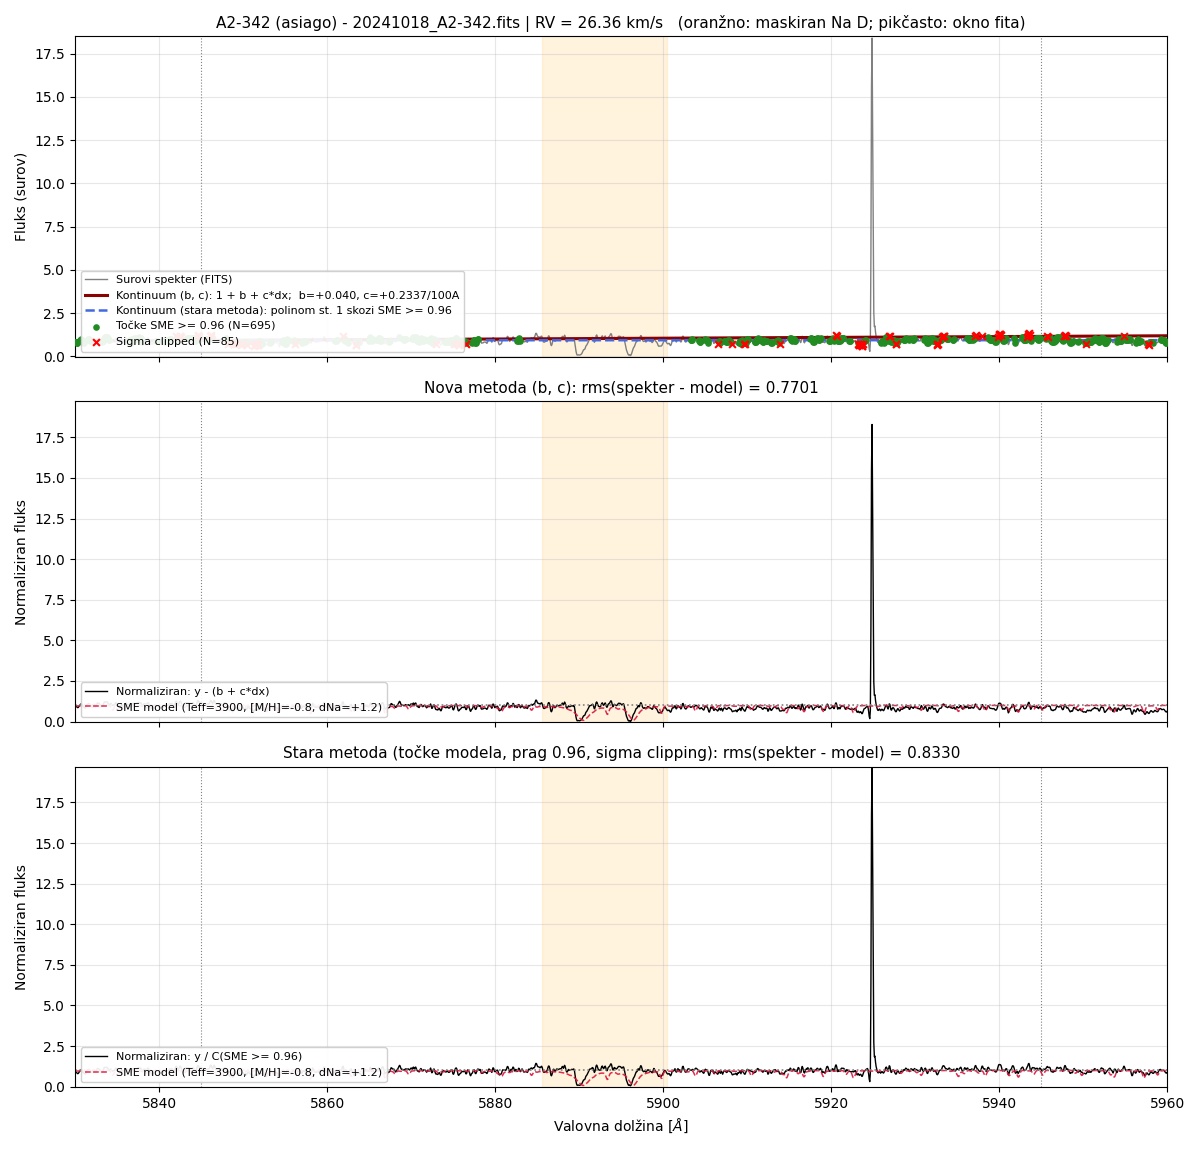 A2-342 (asiago) - 20241018_A2-342.fits | RV = 26.36 km/s   (oranžno: maskiran Na D; pikčasto: okno fita)
17.5
15.0
12.5
10.0
7.5
5.0
2.5
0.0
Fluks (surov)
Surovi spekter (FITS)
Kontinuum (b, c): 1 + b + c*dx;  b=+0.040, c=+0.2337/100A
Kontinuum (stara metoda): polinom st. 1 skozi SME >= 0.96
Točke SME >= 0.96 (N=695)
Sigma clipped (N=85)
Nova metoda (b, c): rms(spekter - model) = 0.7701
17.5
15.0
12.5
10.0
7.5
5.0
2.5
0.0
Normaliziran fluks
Normaliziran: y - (b + c*dx)
SME model (Teff=3900, [M/H]=-0.8, dNa=+1.2)
Stara metoda (točke modela, prag 0.96, sigma clipping): rms(spekter - model) = 0.8330
17.5
15.0
12.5
10.0
7.5
5.0
2.5
0.0
Normaliziran fluks
Normaliziran: y / C(SME >= 0.96)
SME model (Teff=3900, [M/H]=-0.8, dNa=+1.2)
5840 5860 5880 5900 5920 5940 5960
Valovna dolžina [Å]